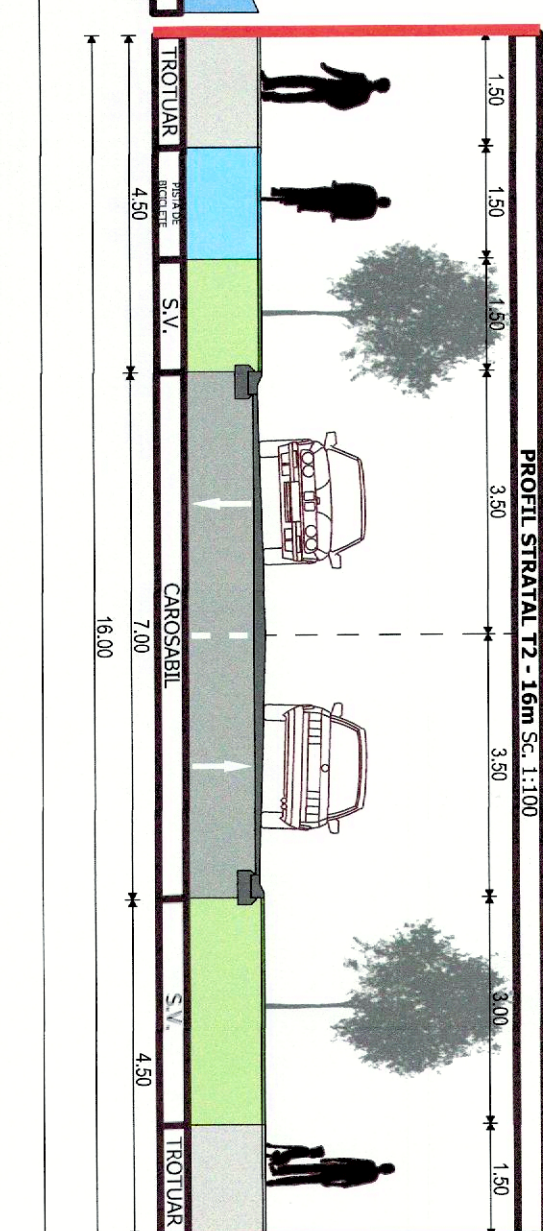 PROFIL STRATAL T2 - 16m Sc. 1:100
1.50
1.50
1.50
3.50
3.50
3.00
1.50
TROTUAR
PISTA DE
BICICLETE
S.V.
CAROSABIL
S.V.
TROTUAR
4.50
7.00
4.50
16.00